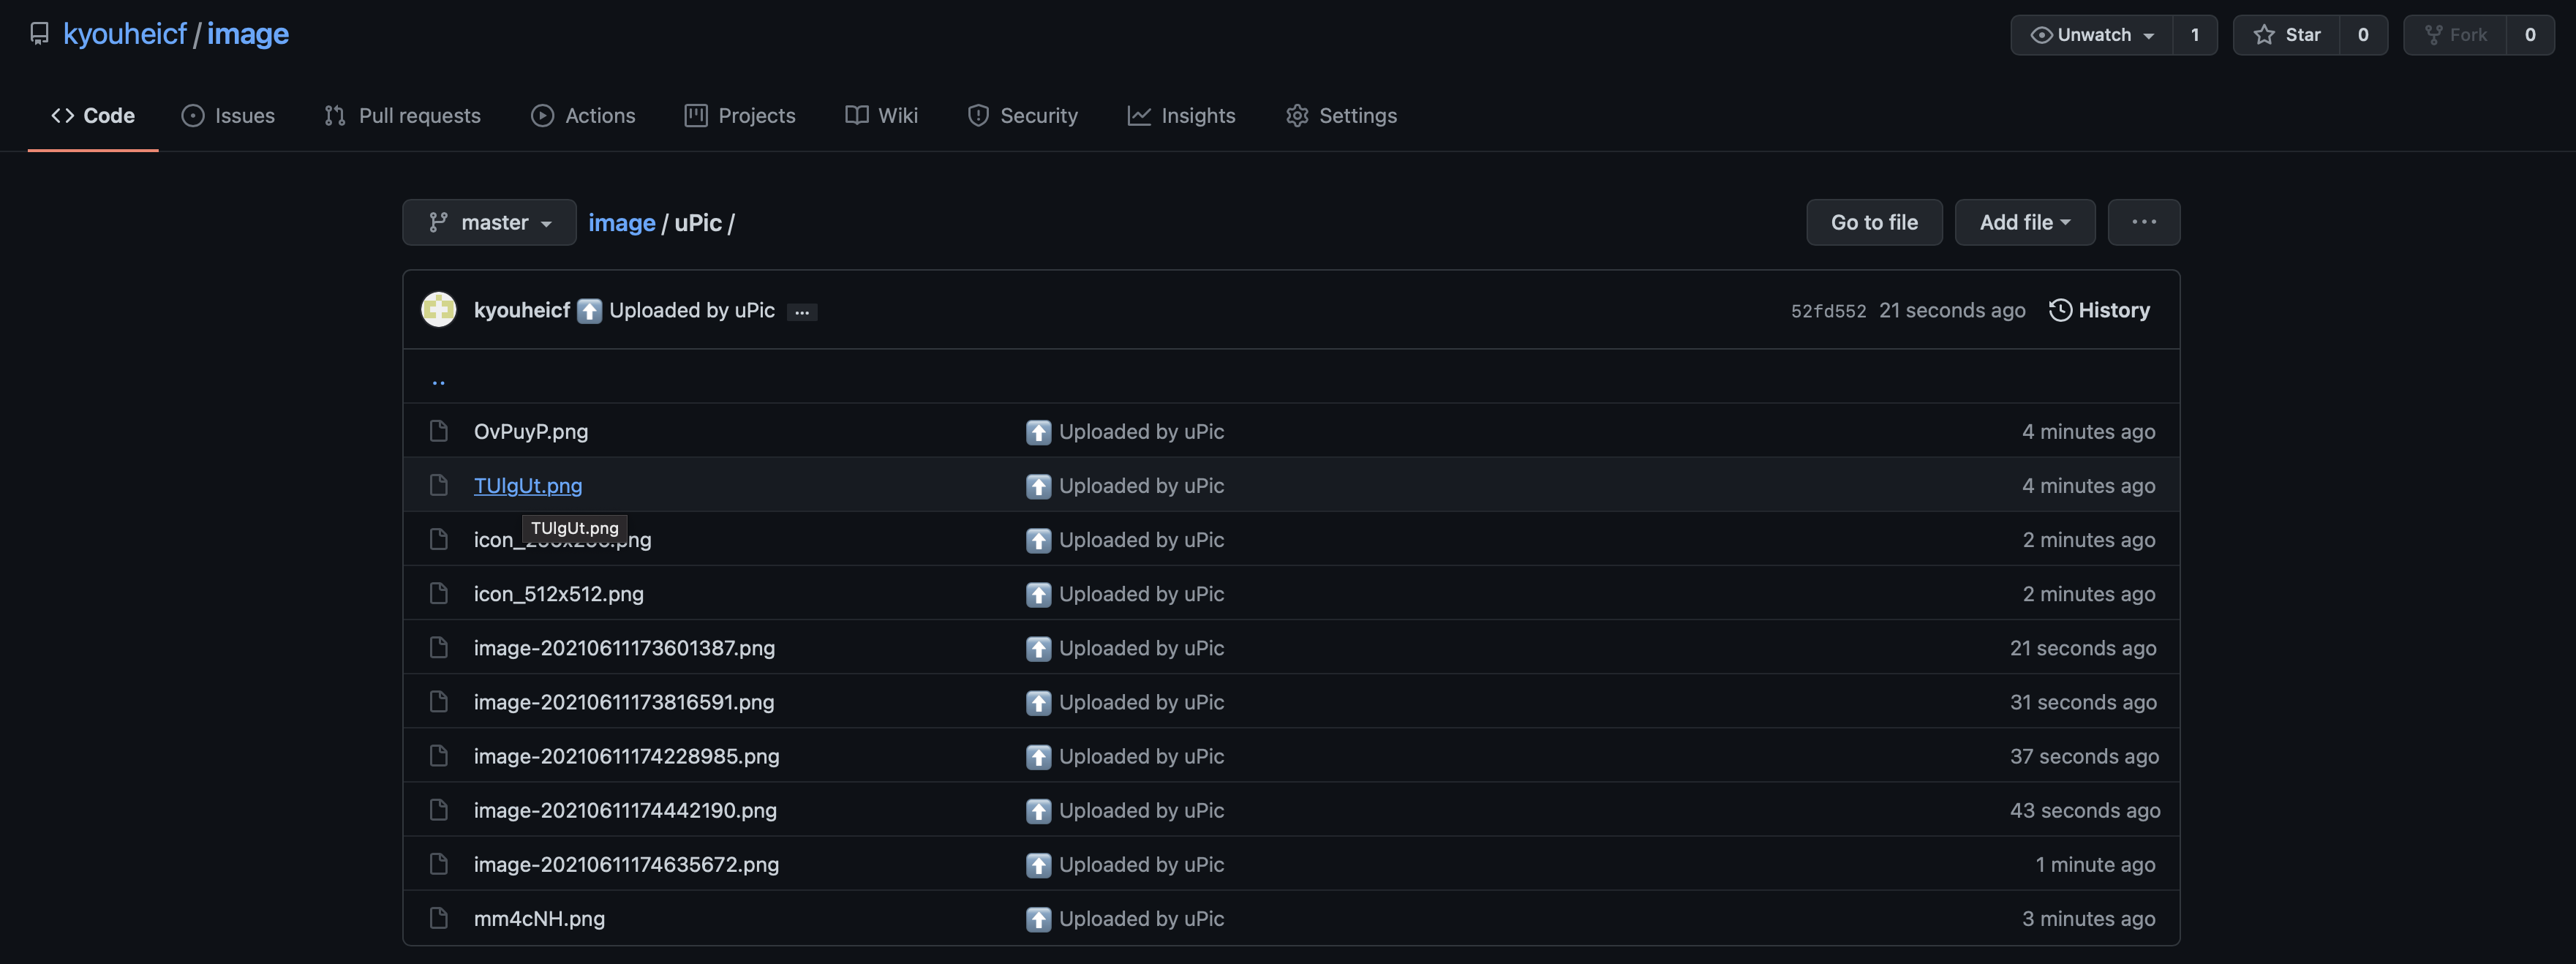 kyouheicf / image
Unwatch 1 Star 0 Fork 0
Code Issues Pull requests Actions Projects Wiki Security Insights Settings
master image / uPic / Go to file Add file ...
kyouheicf Uploaded by uPic ... 52fd552 21 seconds ago History
..
OvPuyP.png Uploaded by uPic 4 minutes ago
TUlgUt.png Uploaded by uPic 4 minutes ago
TUlgUt.png
Uploaded by uPic 2 minutes ago
icon_512x512.png Uploaded by uPic 2 minutes ago
image-20210611173601387.png Uploaded by uPic 21 seconds ago
image-20210611173816591.png Uploaded by uPic 31 seconds ago
image-20210611174228985.png Uploaded by uPic 37 seconds ago
image-20210611174442190.png Uploaded by uPic 43 seconds ago
image-20210611174635672.png Uploaded by uPic 1 minute ago
mm4cNH.png Uploaded by uPic 3 minutes ago